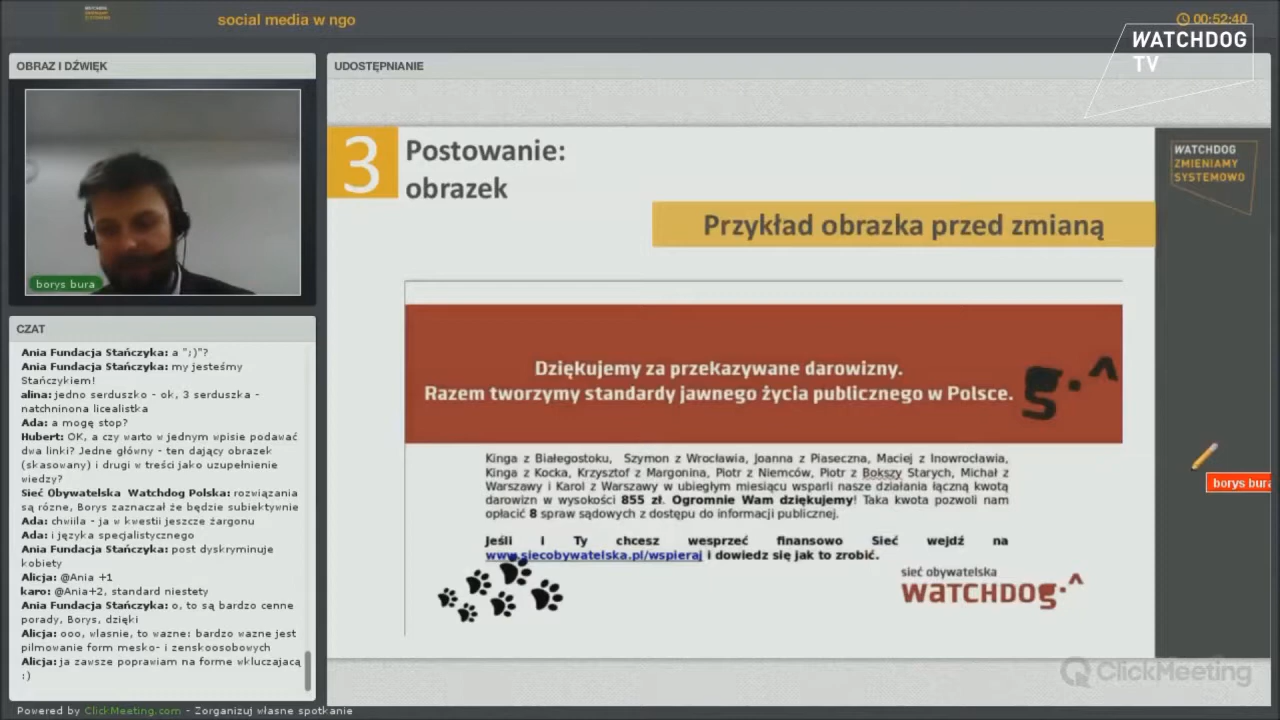 social media w ngo
00:52:40
WATCHDOG
TV
OBRAZ I DŹWIĘK
borys bura
CZAT
Ania Fundacja Stańczyka: a ";)"?
Ania Fundacja Stańczyka: my jesteśmy
Stańczykiem!
alina: jedno serduszko - ok, 3 serduszka -
natchninona licealistka
Ada: a mogę stop?
Hubert: OK, a czy warto w jednym wpisie podawać
dwa linki? Jedne główny - ten dający obrazek
(skasowany) i drugi w treści jako uzupełnienie
wiedzy?
Sieć Obywatelska Watchdog Polska: rozwiązania
są różne, Borys zaznaczał że będzie subiektywnie
Ada: chwiila - ja w kwestii jeszcze żargonu
Ada: i języka specjalistycznego
Ania Fundacja Stańczyka: post dyskryminuje
kobiety
Alicja: @Ania +1
karo: @Ania+2, standard niestety
Ania Fundacja Stańczyka: o, to są bardzo cenne
porady, Borys, dzięki
Alicja: ooo, wlasnie, to wazne: bardzo wazne jest
pilmowanie form mesko- i zenskoosobowych
Alicja: ja zawsze poprawiam na forme wkluczajacą
:)
UDOSTĘPNIANIE
3
Postowanie:
obrazek
Przykład obrazka przed zmianą
WATCHDOG
ZMIENIAMY
SYSTEMOWO
Dziękujemy za przekazywane darowizny.
Razem tworzymy standardy jawnego życia publicznego w Polsce.
g.^
Kinga z Białegostoku, Szymon z Wrocławia, Joanna z Piaseczna, Maciej z Inowrocławia,
Kinga z Kocka, Krzysztof z Margonina, Piotr z Niemców, Piotr z Bokszy Starych, Michał z
Warszawy i Karol z Warszawy w ubiegłym miesiącu wsparli nasze działania łączną kwotą
darowizn w wysokości 855 zł. Ogromnie Wam dziękujemy! Taka kwota pozwoli nam
opłacić 8 spraw sądowych z dostępu do informacji publicznej.
Jeśli i Ty chcesz wesprzeć finansowo Sieć wejdź na
www.siecobywatelska.pl/wspieraj i dowiedz się jak to zrobić.
sieć obywatelska
watchdog.^
borys bura
ClickMeeting
Powered by ClickMeeting.com - Zorganizuj własne spotkanie